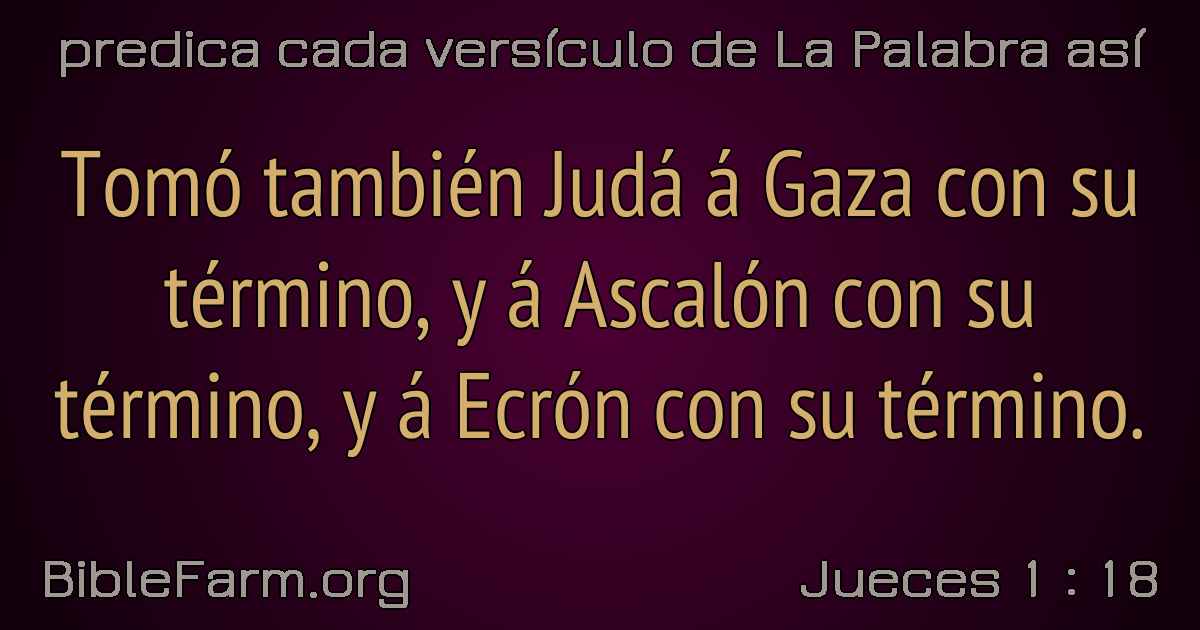 predica cada versículo de La Palabra así
Tomó también Judá á Gaza con su
término, y á Ascalón con su
término, y á Ecrón con su término.
BibleFarm.org
Jueces 1 : 18